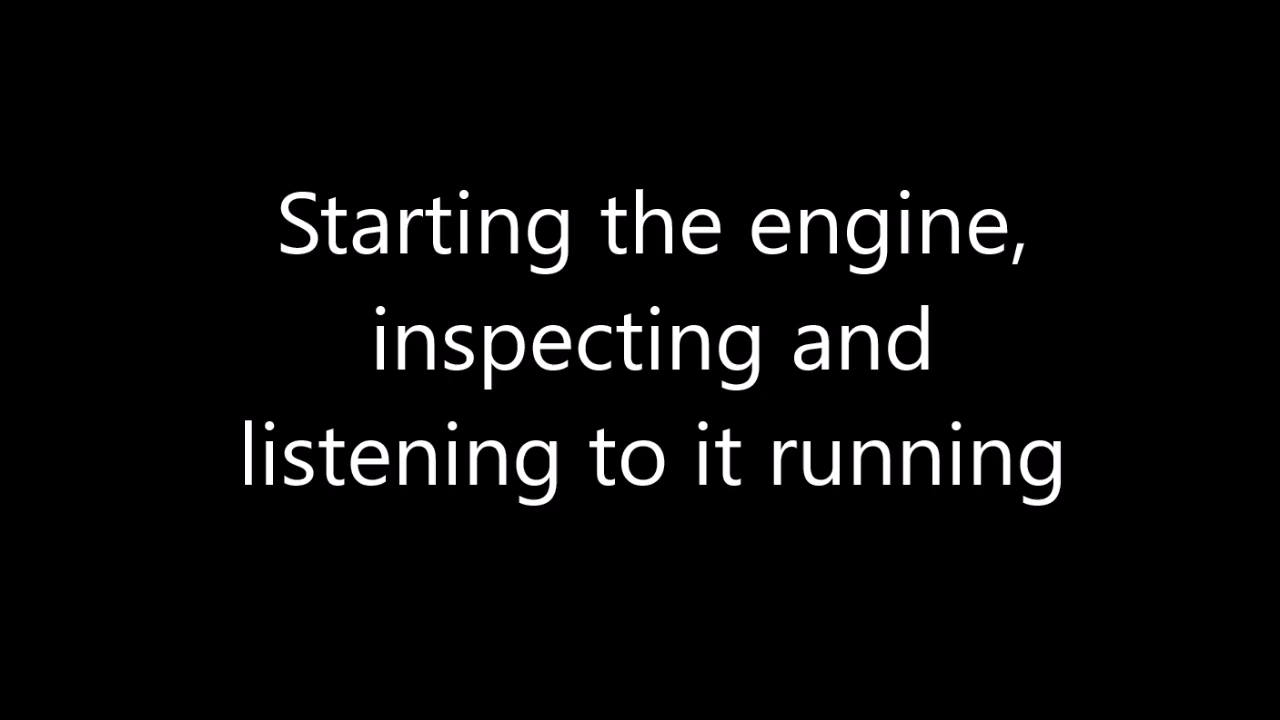 Starting the engine,
inspecting and
listening to it running